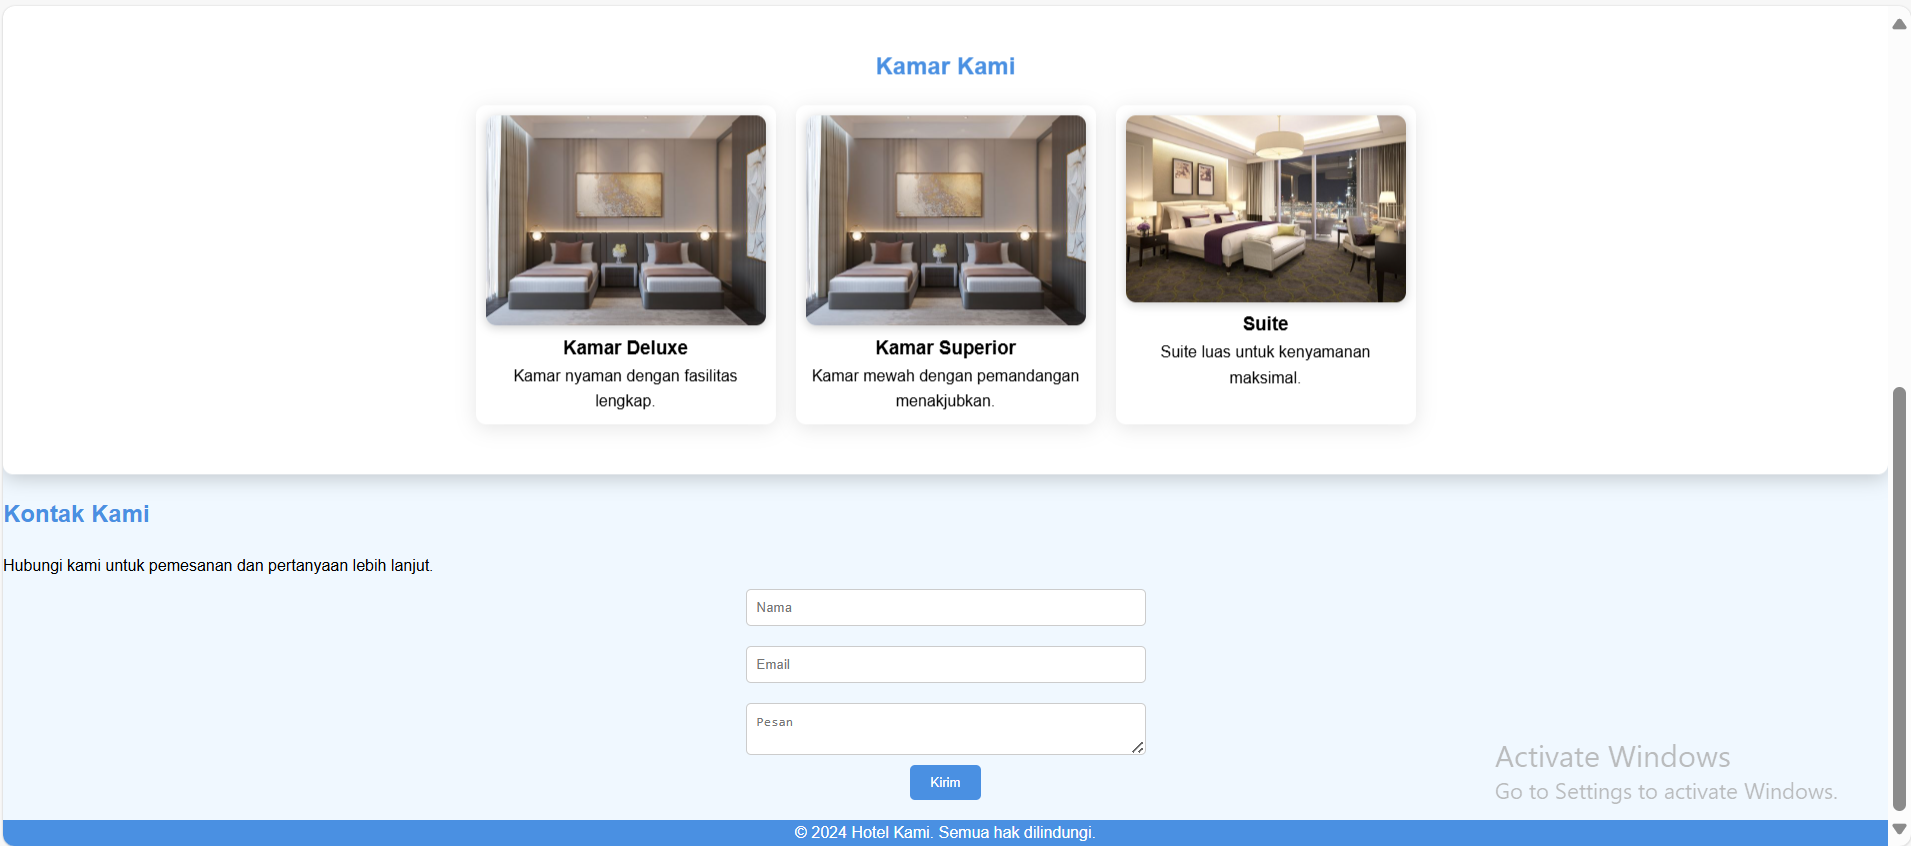 Kamar Kami
Kamar Deluxe
Kamar nyaman dengan fasilitas
lengkap.
Kamar Superior
Kamar mewah dengan pemandangan
menakjubkan.
Suite
Suite luas untuk kenyamanan
maksimal.
Kontak Kami
Hubungi kami untuk pemesanan dan pertanyaan lebih lanjut.
Nama
Email
Pesan
Kirim
Activate Windows
Go to Settings to activate Windows.
© 2024 Hotel Kami. Semua hak dilindungi.